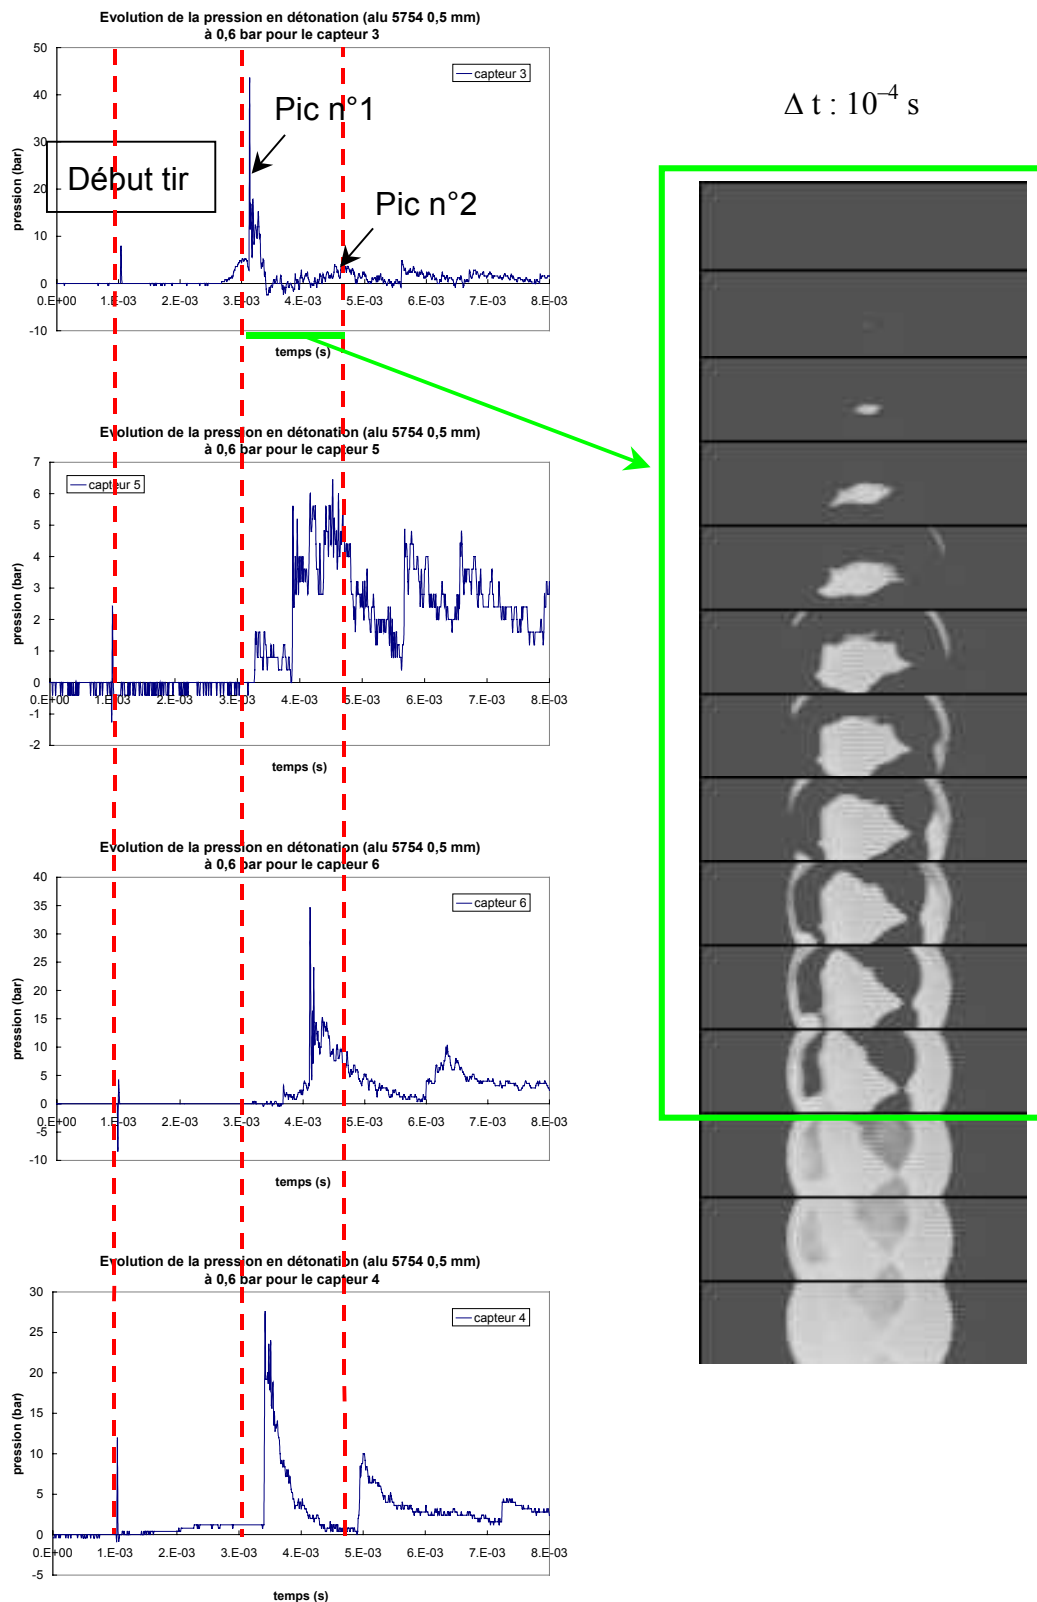 Evolution de la pression en détonation (alu 5754 0,5 mm)
à 0,6 bar pour le capteur 3
50
40
30
20
10
0
-10
pression (bar)
capteur 3
Pic n°1
Début tir
Pic n°2
0.E+00 1.E-03 2.E-03 3.E-03 4.E-03 5.E-03 6.E-03 7.E-03 8.E-03
temps (s)
Δ t : 10⁻⁴ s
Evolution de la pression en détonation (alu 5754 0,5 mm)
à 0,6 bar pour le capteur 5
7
6
5
4
3
2
1
0
-1
-2
pression (bar)
capteur 5
0.E+00 1.E-03 2.E-03 3.E-03 4.E-03 5.E-03 6.E-03 7.E-03 8.E-03
temps (s)
Evolution de la pression en détonation (alu 5754 0,5 mm)
à 0,6 bar pour le capteur 6
40
35
30
25
20
15
10
5
0
-5
-10
pression (bar)
capteur 6
0.E+00 1.E-03 2.E-03 3.E-03 4.E-03 5.E-03 6.E-03 7.E-03 8.E-03
temps (s)
Evolution de la pression en détonation (alu 5754 0,5 mm)
à 0,6 bar pour le capteur 4
30
25
20
15
10
5
0
-5
pression (bar)
capteur 4
0.E+00 1.E-03 2.E-03 3.E-03 4.E-03 5.E-03 6.E-03 7.E-03 8.E-03
temps (s)